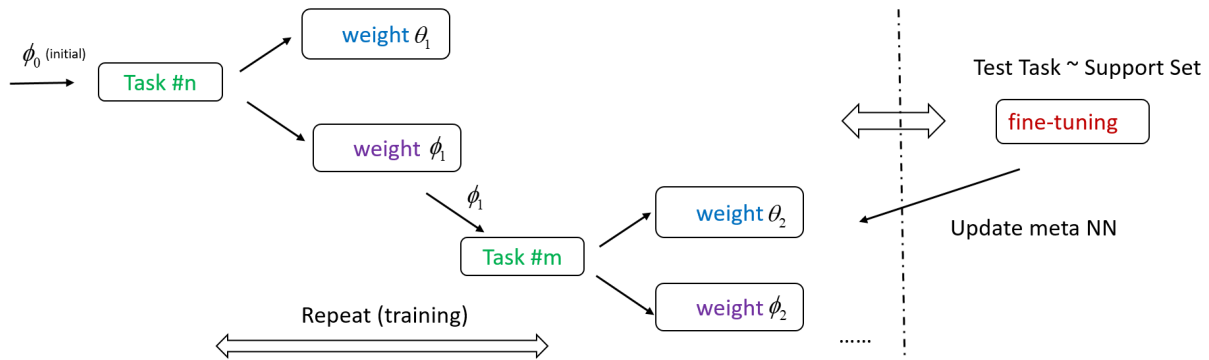 ϕ₀ (initial)
Task #n
weight θ₁
weight ϕ₁
ϕ₁
Task #m
weight θ₂
weight ϕ₂
Repeat (training)
......
Test Task ~ Support Set
fine-tuning
Update meta NN